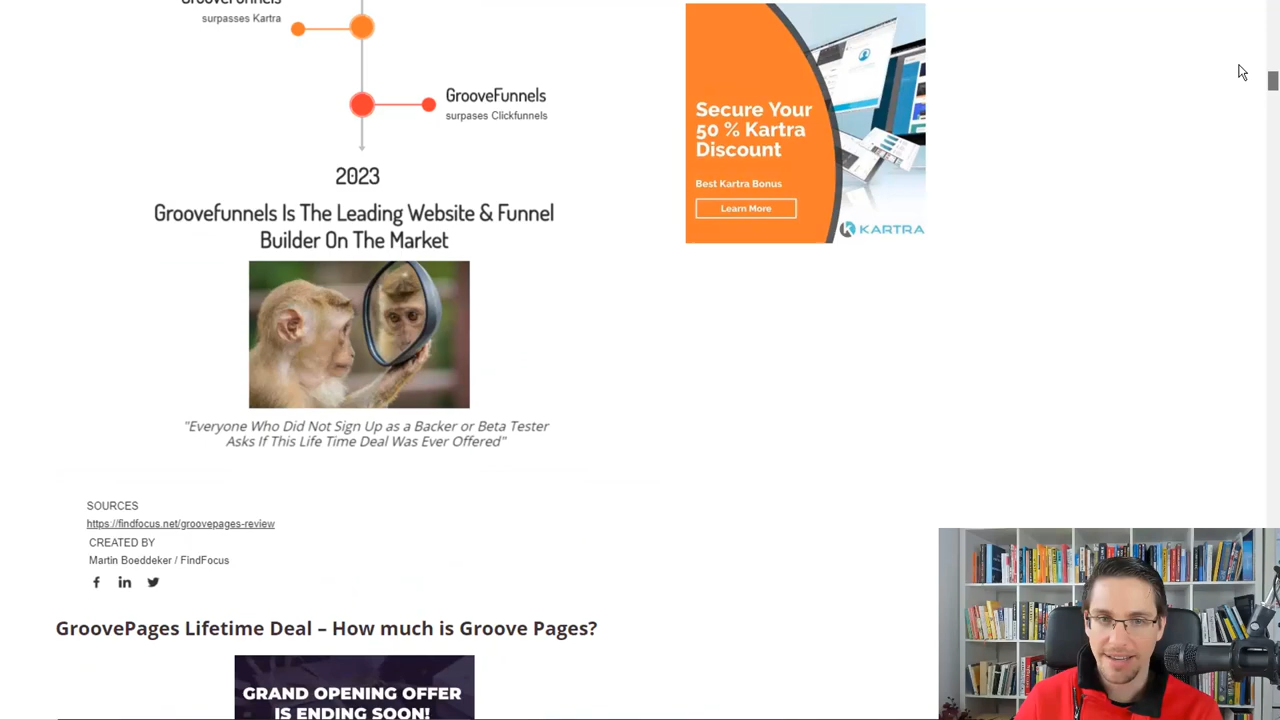 GrooveFunnels
surpasses Kartra
GrooveFunnels
surpases Clickfunnels
2023
Groovefunnels Is The Leading Website & Funnel
Builder On The Market
"Everyone Who Did Not Sign Up as a Backer or Beta Tester
Asks If This Life Time Deal Was Ever Offered"
SOURCES
https://findfocus.net/groovepages-review
CREATED BY
Martin Boeddeker / FindFocus
GroovePages Lifetime Deal – How much is Groove Pages?
GRAND OPENING OFFER
IS ENDING SOON!
Secure Your
50 % Kartra
Discount
Best Kartra Bonus
Learn More
KARTRA